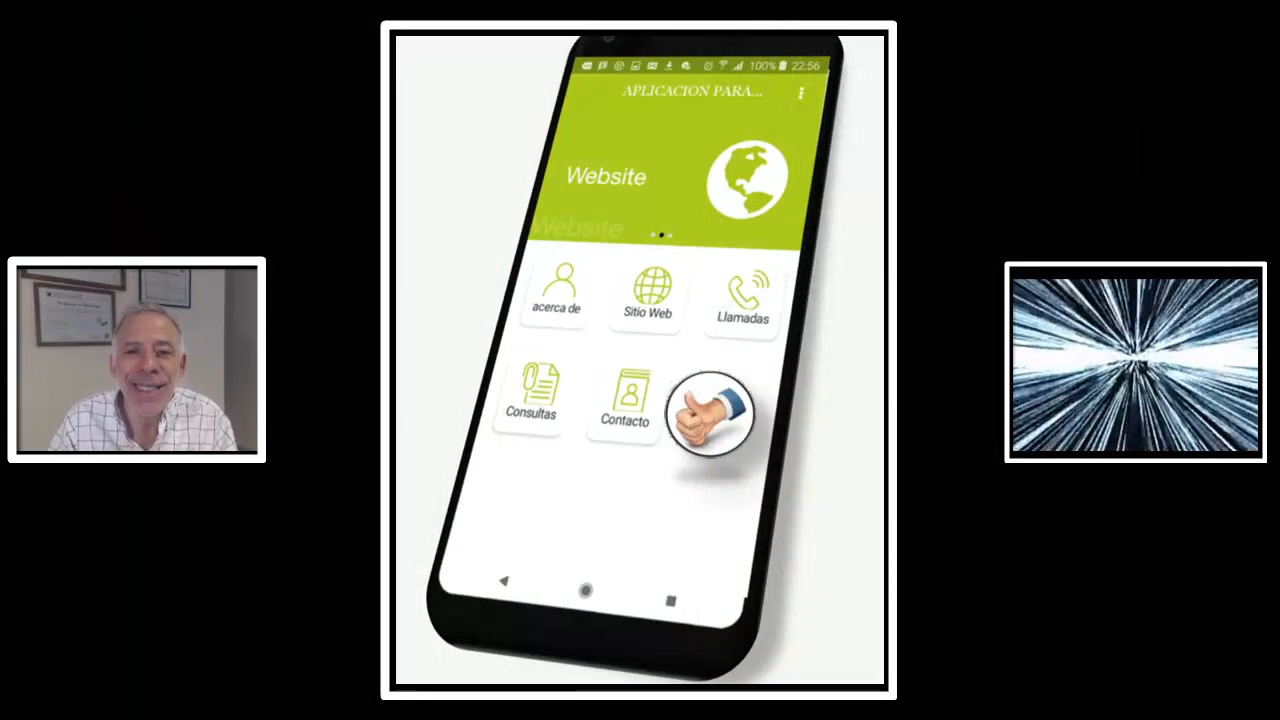 100% 22:56
APLICACION PARA...
Website
Website
acerca de
Sitio Web
Llamadas
Consultas
Contacto